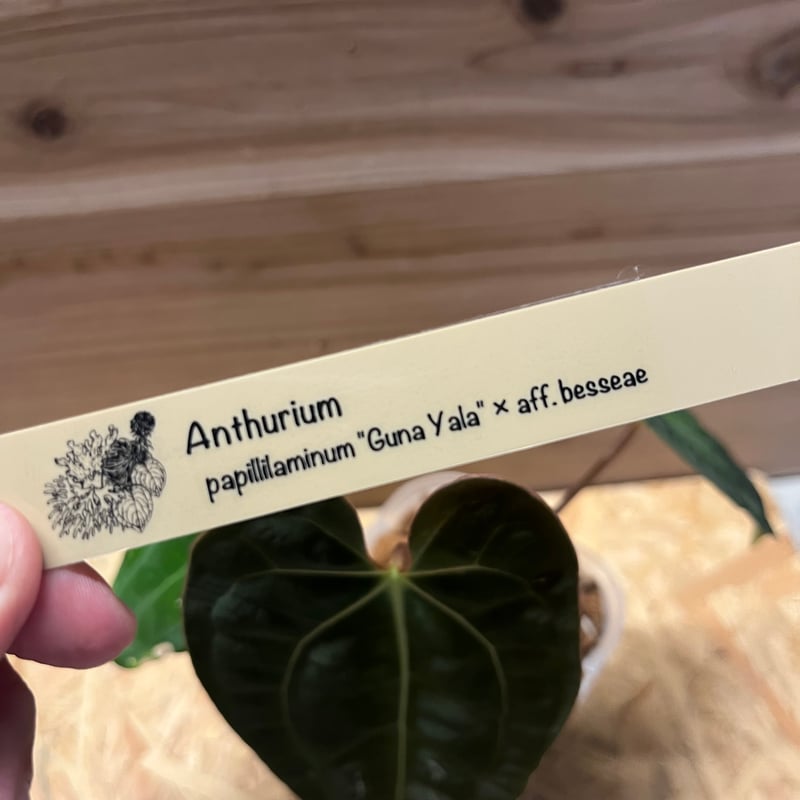 Anthurium
papillilaminum "Guna Yala" × aff. besseae